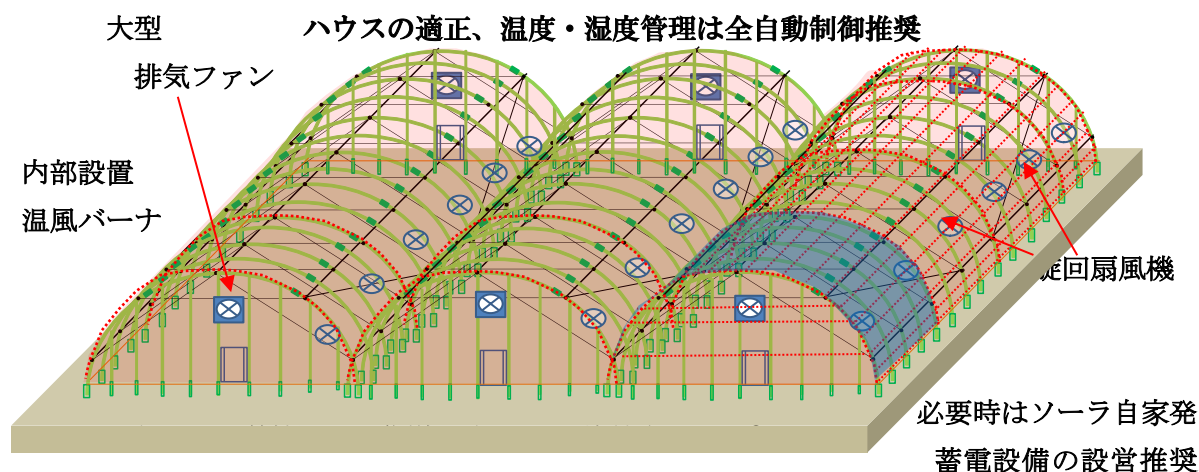 大型
ハウスの適正、温度・湿度管理は全自動制御推奨
排気ファン
内部設置
温風バーナ
旋回扇風機
必要時はソーラ自家発
蓄電設備の設営推奨